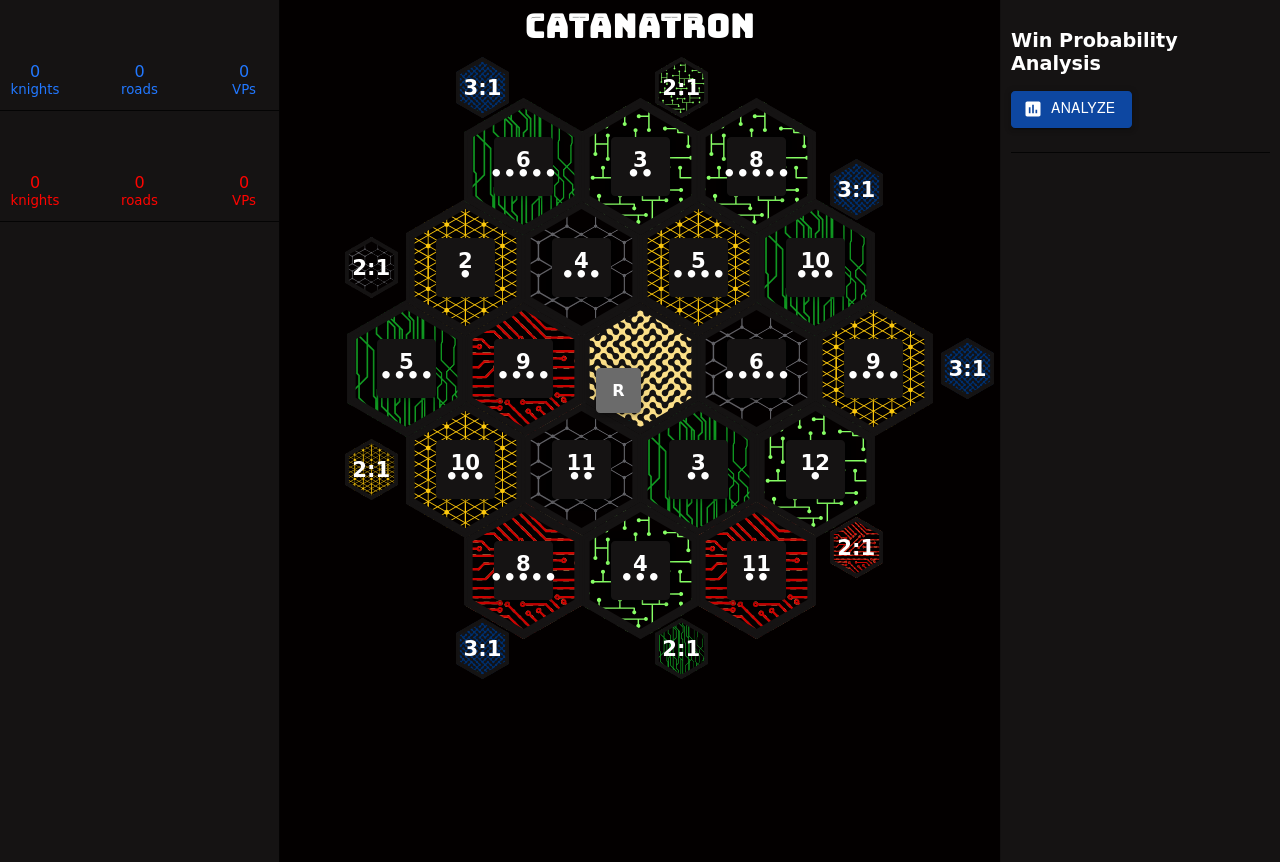 CATANATRON
0 0 0
knights roads VPs
0 0 0
knights roads VPs
3:1 2:1
6 3 8
3:1
2:1 2 4 5 10
5 9 6 9 3:1
R
2:1 10 11 3 12
8 4 11 2:1
3:1 2:1
Win Probability
Analysis
ANALYZE